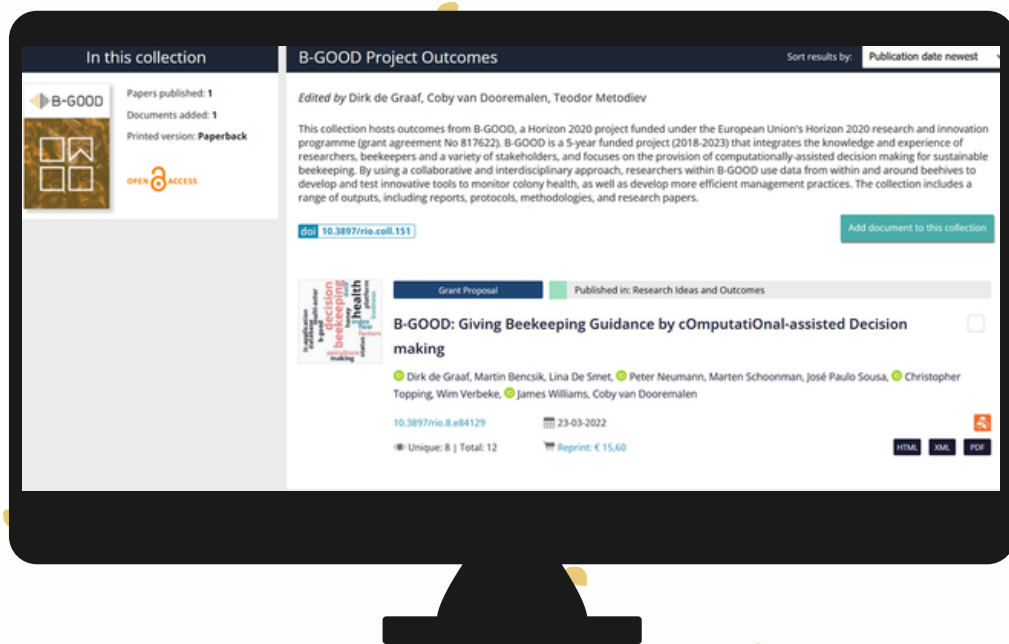 In this collection
B-GOOD
Papers published: 1
Documents added: 1
Printed version: Paperback
OPEN ACCESS
B-GOOD Project Outcomes
Sort results by:
Publication date newest
Edited by Dirk de Graaf, Coby van Dooremalen, Teodor Metodiev
This collection hosts outcomes from B-GOOD, a Horizon 2020 project funded under the European Union's Horizon 2020 research and innovation
programme (grant agreement No 817622). B-GOOD is a 5-year funded project (2018-2023) that integrates the knowledge and experience of
researchers, beekeepers and a variety of stakeholders, and focuses on the provision of computationally-assisted decision making for sustainable
beekeeping. By using a collaborative and interdisciplinary approach, researchers within B-GOOD use data from within and around beehives to
develop and test innovative tools to monitor colony health, as well as develop more efficient management practices. The collection includes a
range of outputs, including reports, protocols, methodologies, and research papers.
doi 10.3897/rio.coll.151
Add document to this collection
decision
beekeeping
health
making
Grant Proposal
Published in: Research Ideas and Outcomes
B-GOOD: Giving Beekeeping Guidance by cOmputatiOnal-assisted Decision
making
Dirk de Graaf, Martin Bencsik, Lina De Smet, Peter Neumann, Marten Schoonman, José Paulo Sousa, Christopher
Topping, Wim Verbeke, James Williams, Coby van Dooremalen
10.3897/rio.8.e84129
23-03-2022
Unique: 8 | Total: 12
Reprint: € 15,60
HTML
XML
PDF